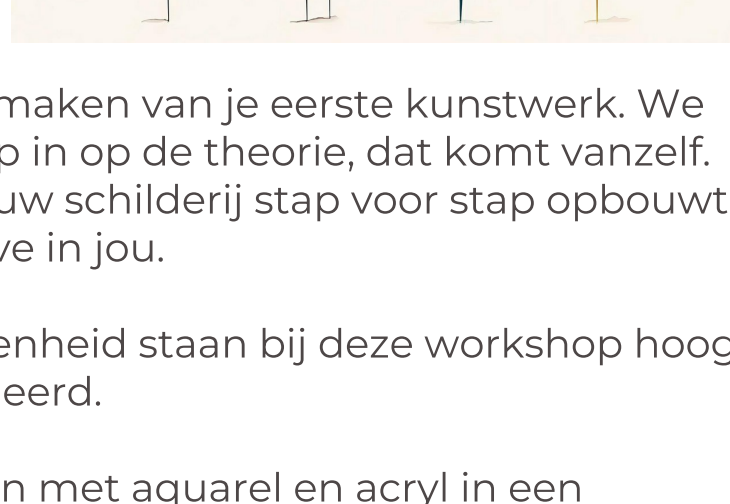 maken van je eerste kunstwerk. We
p in op de theorie, dat komt vanzelf.
uw schilderij stap voor stap opbouwt
ve in jou.
enheid staan bij deze workshop hoog
eerd.
n met aquarel en acryl in een